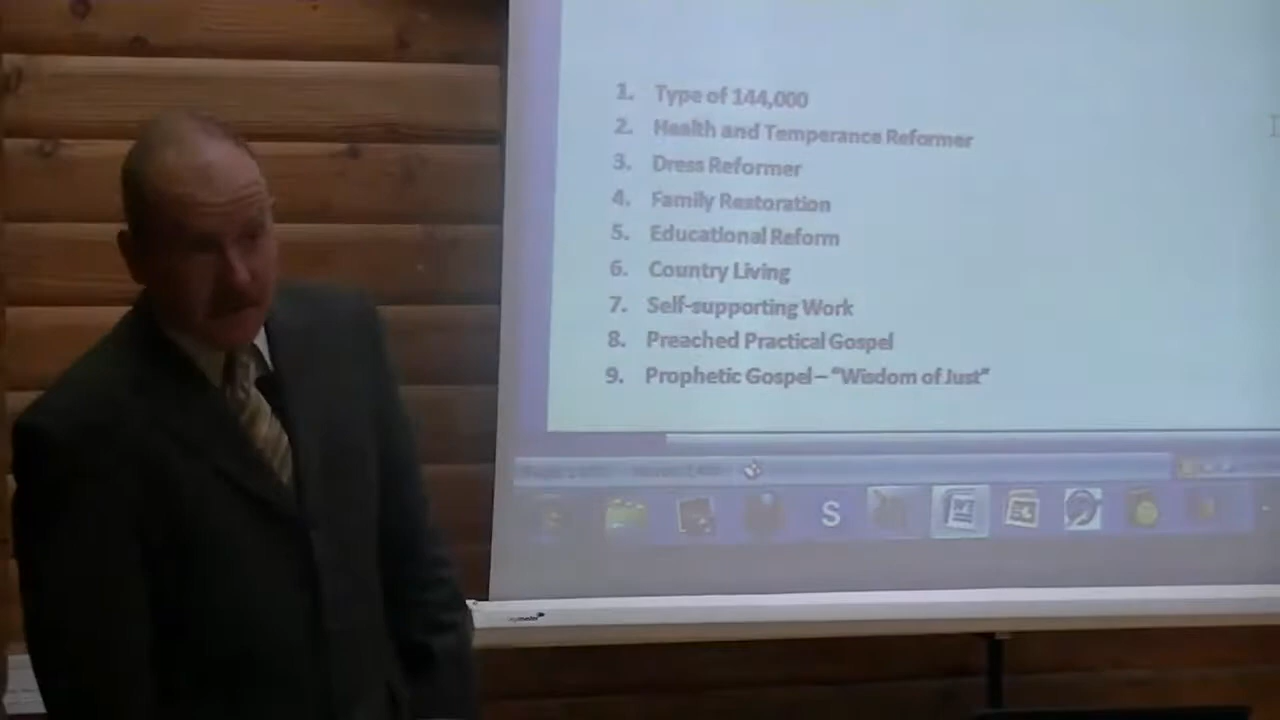 1. Type of 144,000
2. Health and Temperance Reformer
3. Dress Reformer
4. Family Restoration
5. Educational Reform
6. Country Living
7. Self-supporting Work
8. Preached Practical Gospel
9. Prophetic Gospel – "Wisdom of Just"
S